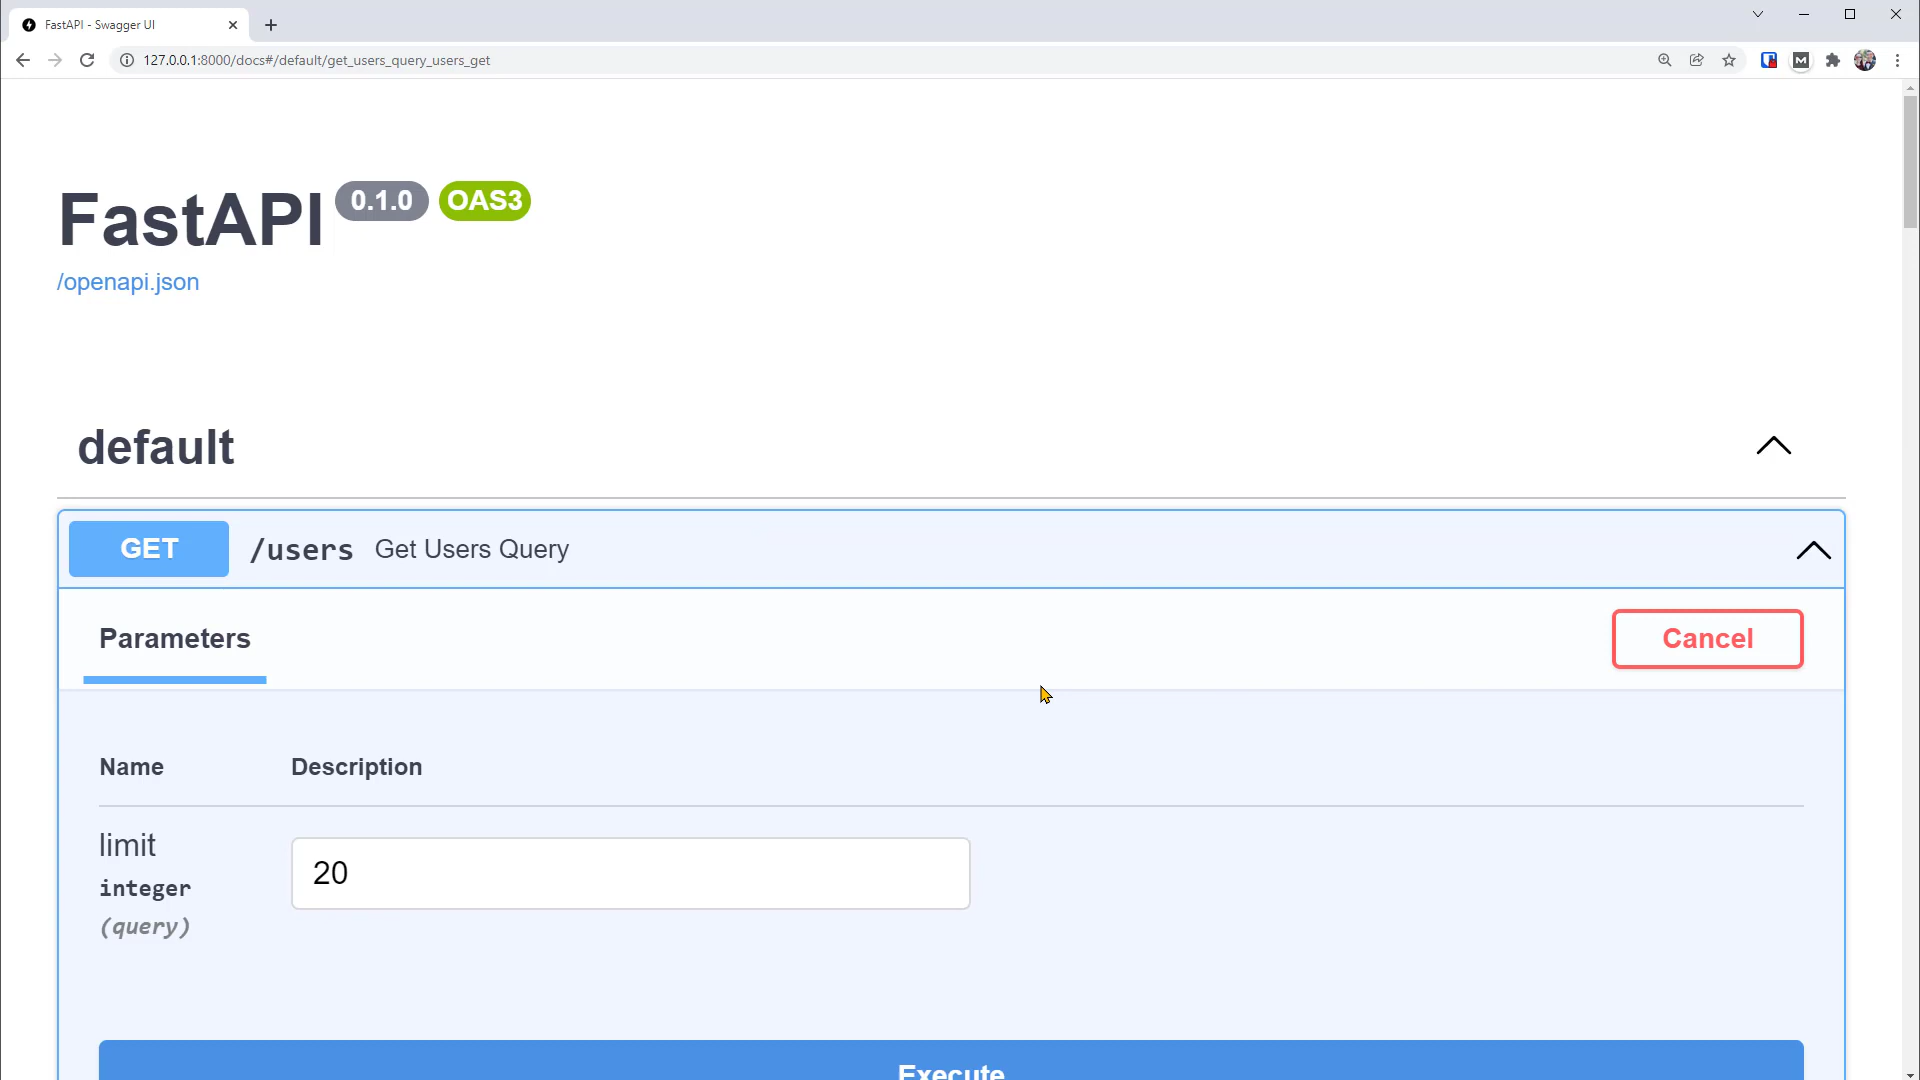 FastAPI - Swagger UI
127.0.0.1:8000/docs#/default/get_users_query_users_get
M
FastAPI 0.1.0 OAS3
/openapi.json
default
GET /users Get Users Query
Parameters
Cancel
Name Description
limit
integer
(query)
20
Execute